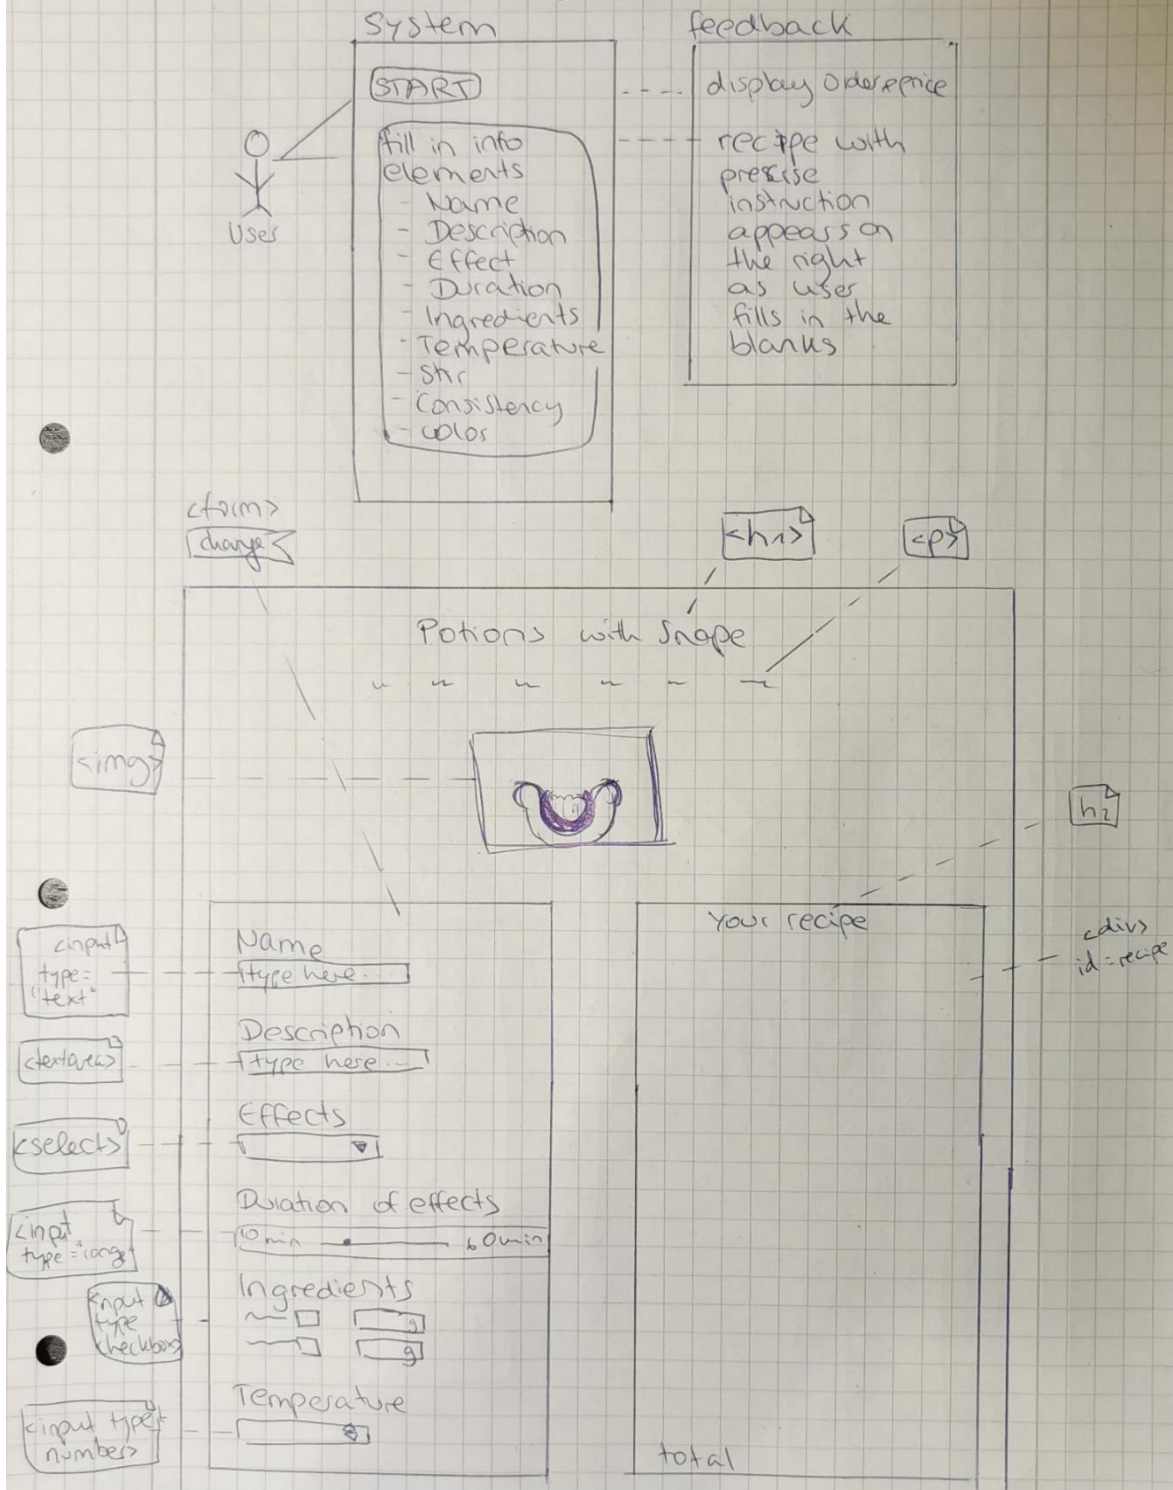 System
START
fill in info
elements
- Name
- Description
- Effect
- Duration
- Ingredients
- Temperature
- Stir
- Consistency
- color
User
feedback
display Order & price
recipe with
precise
instruction
appears on
the right
as user
fills in the
blanks
<form>
change
<h1>
<p>
Potions with Snape
<img>
h2
<input
type=
"text"
Name
type here...
Your recipe
<div>
id=recipe
<textarea>
Description
type here...
<select>
Effects
<input
type="range
Duration of effects
10min 60min
<input
type
checkbox
Ingredients
g
g
<input type=
number>
Temperature
total